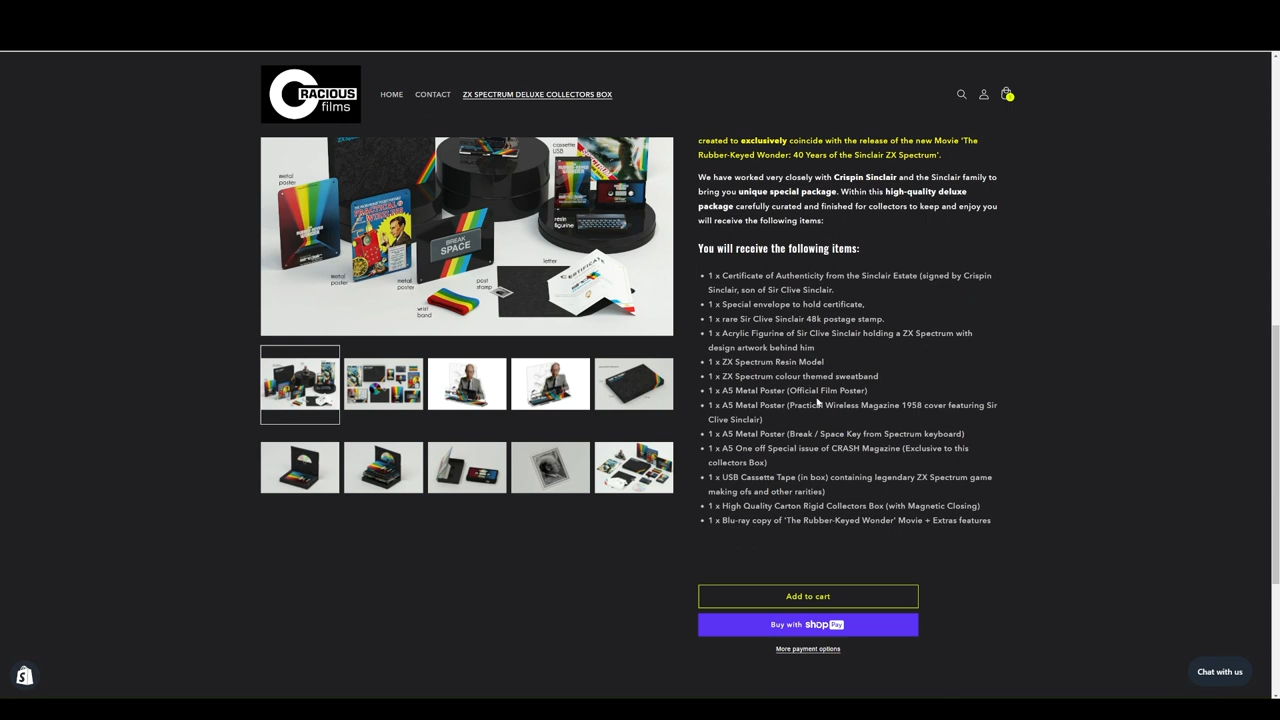 GRACIOUS
films
HOME
CONTACT
ZX SPECTRUM DELUXE COLLECTORS BOX
created to exclusively coincide with the release of the new Movie 'The
Rubber-Keyed Wonder: 40 Years of the Sinclair ZX Spectrum'.
We have worked very closely with Crispin Sinclair and the Sinclair family to
bring you unique special package. Within this high-quality deluxe
package carefully curated and finished for collectors to keep and enjoy you
will receive the following items:
You will receive the following items:
1 x Certificate of Authenticity from the Sinclair Estate (signed by Crispin
Sinclair, son of Sir Clive Sinclair.
1 x Special envelope to hold certificate,
1 x rare Sir Clive Sinclair 48k postage stamp.
1 x Acrylic Figurine of Sir Clive Sinclair holding a ZX Spectrum with
design artwork behind him
1 x ZX Spectrum Resin Model
1 x ZX Spectrum colour themed sweatband
1 x A5 Metal Poster (Official Film Poster)
1 x A5 Metal Poster (Practical Wireless Magazine 1958 cover featuring Sir
Clive Sinclair)
1 x A5 Metal Poster (Break / Space Key from Spectrum keyboard)
1 x A5 One off Special issue of CRASH Magazine (Exclusive to this
collectors Box)
1 x USB Cassette Tape (in box) containing legendary ZX Spectrum game
making ofs and other rarities)
1 x High Quality Carton Rigid Collectors Box (with Magnetic Closing)
1 x Blu-ray copy of 'The Rubber-Keyed Wonder' Movie + Extras features
cassette
USB
metal
poster
resin
figurine
PRACTICAL
WIRELESS
BREAK
SPACE
letter
CERTIFICATE
metal
poster
metal
poster
post
stamp
wrist
band
Add to cart
Buy with shop Pay
More payment options
Chat with us